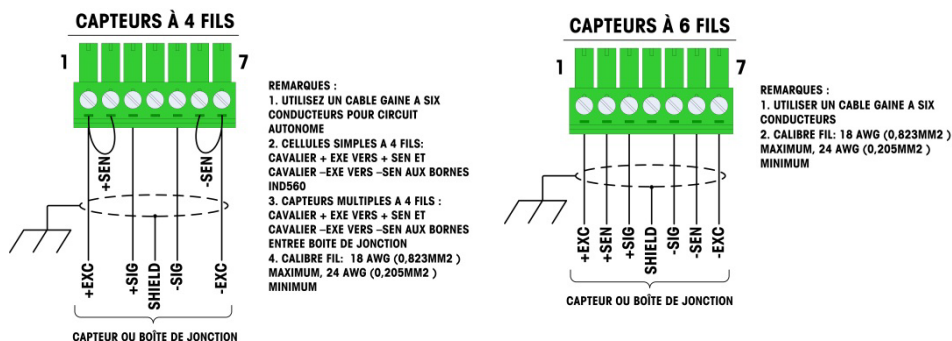 CAPTEURS À 4 FILS
1
7
+SEN
-SEN
+EXC
+SIG
SHIELD
-SIG
-EXC
CAPTEUR OU BOÎTE DE JONCTION
REMARQUES :
1. UTILISEZ UN CABLE GAINE A SIX
CONDUCTEURS POUR CIRCUIT
AUTONOME
2. CELLULES SIMPLES A 4 FILS:
CAVALIER + EXE VERS + SEN ET
CAVALIER –EXE VERS –SEN AUX BORNES
IND560
3. CAPTEURS MULTIPLES A 4 FILS :
CAVALIER + EXE VERS + SEN ET
CAVALIER –EXE VERS –SEN AUX BORNES
ENTREE BOITE DE JONCTION
4. CALIBRE FIL: 18 AWG (0,823MM2 )
MAXIMUM, 24 AWG (0,205MM2 )
MINIMUM
CAPTEURS À 6 FILS
1
7
+EXC
+SEN
+SIG
SHIELD
-SIG
-SEN
-EXC
CAPTEUR OU BOÎTE DE JONCTION
REMARQUES :
1. UTILISER UN CABLE GAINE A SIX
CONDUCTEURS
2. CALIBRE FIL: 18 AWG (0,823MM2 )
MAXIMUM, 24 AWG (0,205MM2 )
MINIMUM